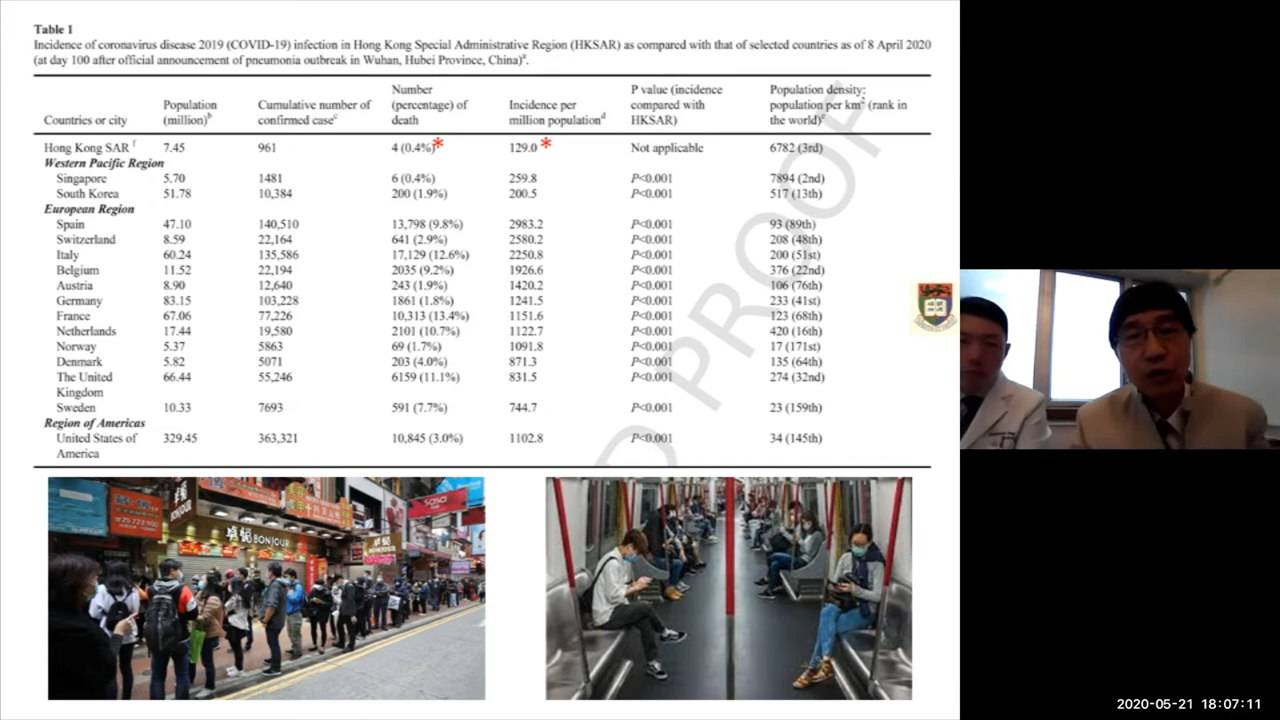 Table 1
Incidence of coronavirus disease 2019 (COVID-19) infection in Hong Kong Special Administrative Region (HKSAR) as compared with that of selected countries as of 8 April 2020
(at day 100 after official announcement of pneumonia outbreak in Wuhan, Hubei Province, China)a.
Countries or city Population (million)b Cumulative number of confirmed casec Number (percentage) of death Incidence per million populationd P value (incidence compared with HKSAR) Population density; population per km2 (rank in the world)e
Hong Kong SAR f 7.45 961 4 (0.4%)* 129.0 * Not applicable 6782 (3rd)
Western Pacific Region
Singapore 5.70 1481 6 (0.4%) 259.8 P<0.001 7894 (2nd)
South Korea 51.78 10,384 200 (1.9%) 200.5 P<0.001 517 (13th)
European Region
Spain 47.10 140,510 13,798 (9.8%) 2983.2 P<0.001 93 (89th)
Switzerland 8.59 22,164 641 (2.9%) 2580.2 P<0.001 208 (48th)
Italy 60.24 135,586 17,129 (12.6%) 2250.8 P<0.001 200 (51st)
Belgium 11.52 22,194 2035 (9.2%) 1926.6 P<0.001 376 (22nd)
Austria 8.90 12,640 243 (1.9%) 1420.2 P<0.001 106 (76th)
Germany 83.15 103,228 1861 (1.8%) 1241.5 P<0.001 233 (41st)
France 67.06 77,226 10,313 (13.4%) 1151.6 P<0.001 123 (68th)
Netherlands 17.44 19,580 2101 (10.7%) 1122.7 P<0.001 420 (16th)
Norway 5.37 5863 69 (1.7%) 1091.8 P<0.001 17 (171st)
Denmark 5.82 5071 203 (4.0%) 871.3 P<0.001 135 (64th)
The United Kingdom 66.44 55,246 6159 (11.1%) 831.5 P<0.001 274 (32nd)
Sweden 10.33 7693 591 (7.7%) 744.7 P<0.001 23 (159th)
Region of Americas
United States of America 329.45 363,321 10,845 (3.0%) 1102.8 P<0.001 34 (145th)
D PROOF
卓悦 BONJOUR
BONJOUR
sasa
2020-05-21 18:07:11